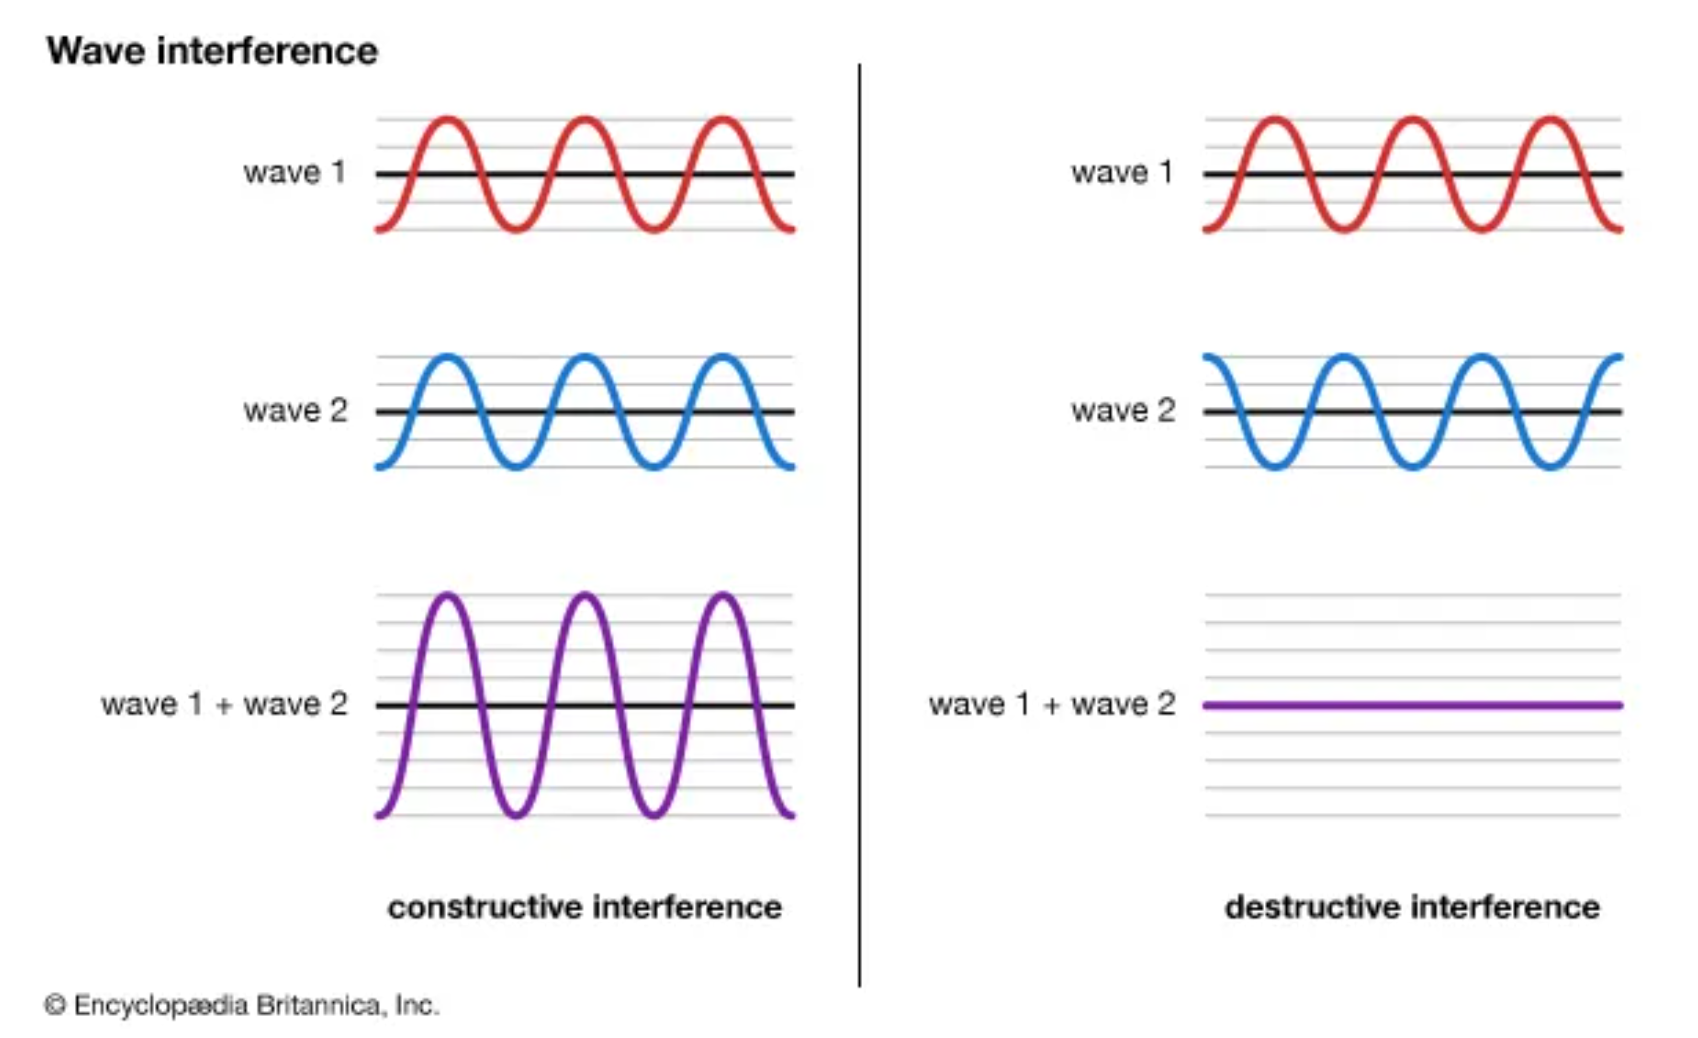 Wave interference
wave 1
wave 2
wave 1 + wave 2
constructive interference
wave 1
wave 2
wave 1 + wave 2
destructive interference
© Encyclopædia Britannica, Inc.